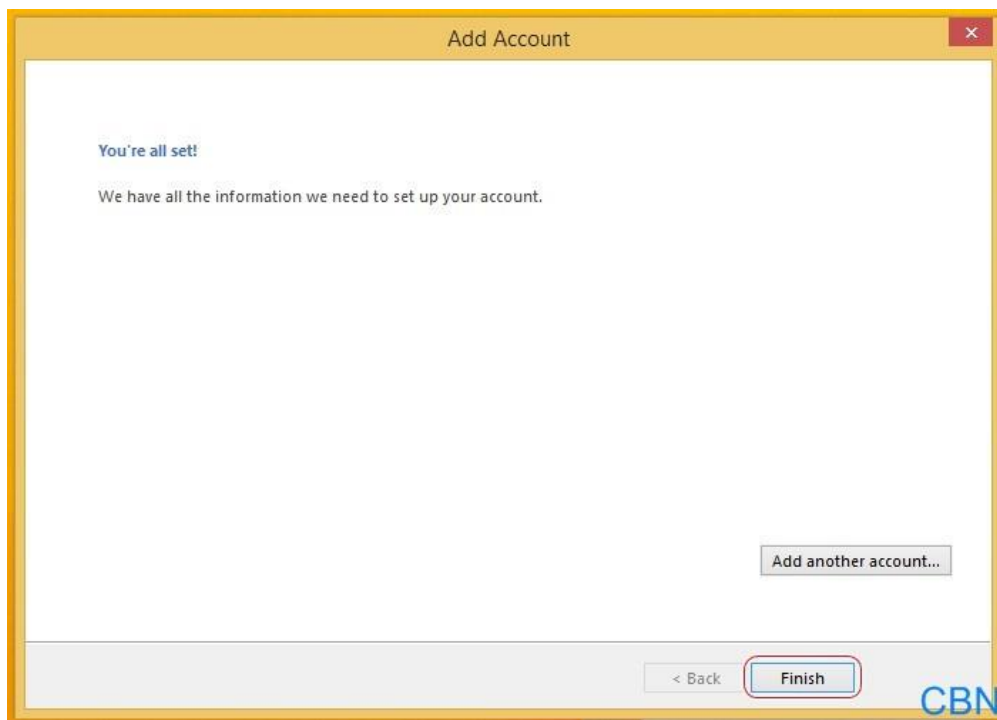 Add Account
You're all set!
We have all the information we need to set up your account.
Add another account...
< Back
Finish
CBN